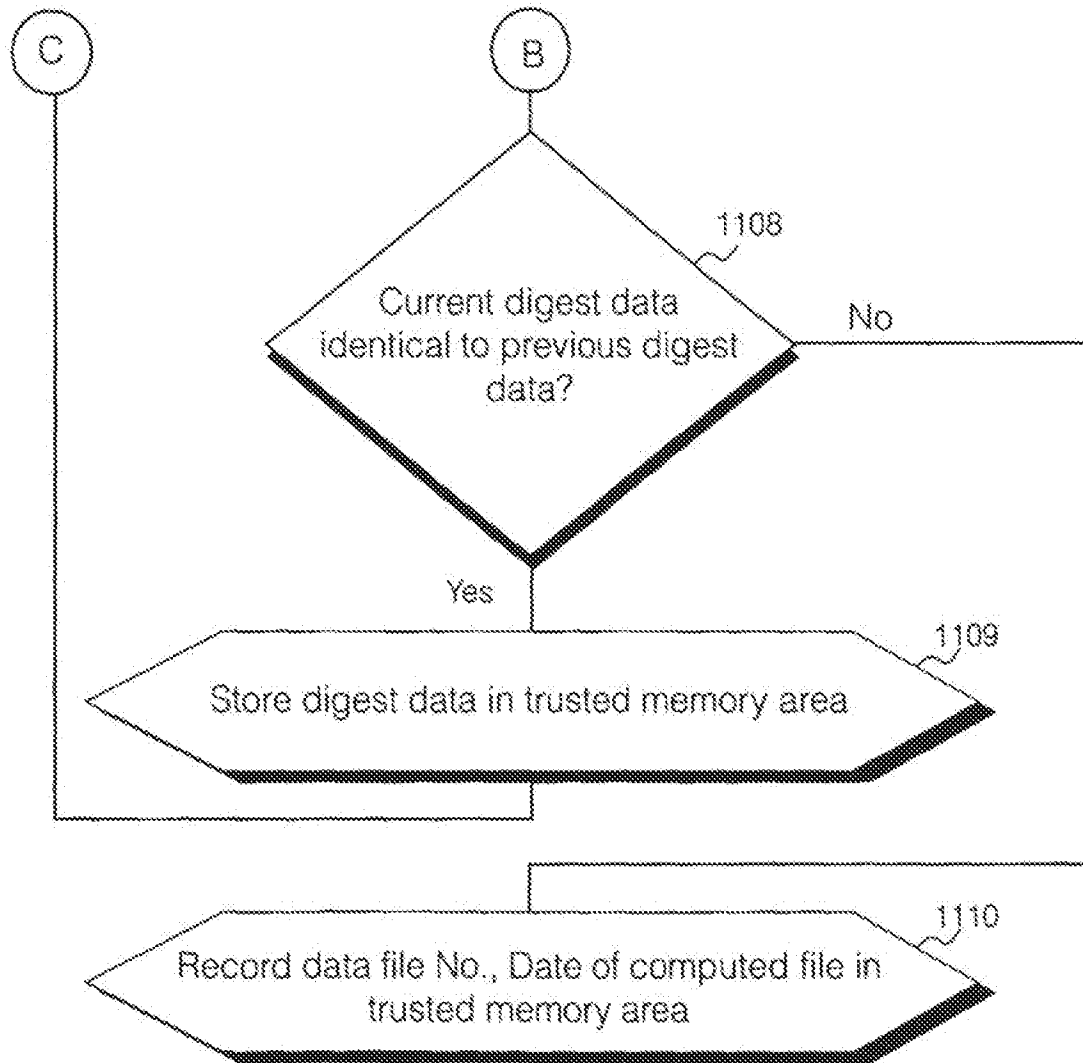 C
B
1108
Current digest data
identical to previous digest
data?
No
Yes
1109
Store digest data in trusted memory area
1110
Record data file No., Date of computed file in
trusted memory area